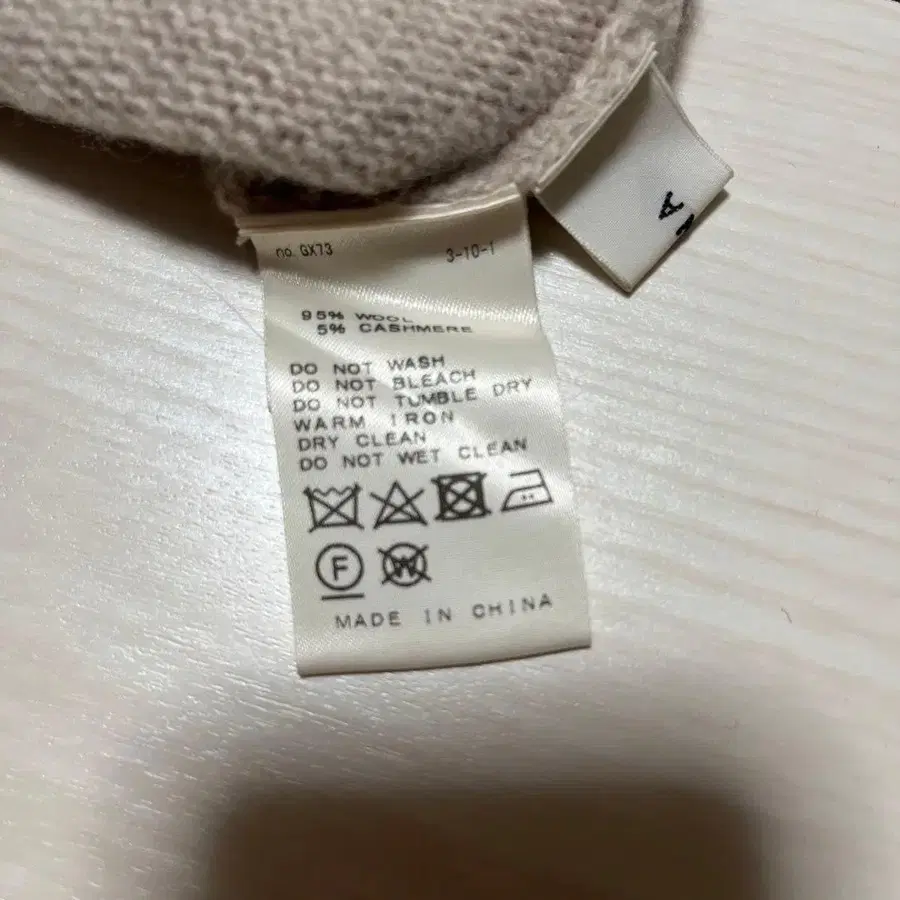 no. GX73 3-10-1
95% WOOL
5% CASHMERE
DO NOT WASH
DO NOT BLEACH
DO NOT TUMBLE DRY
WARM IRON
DRY CLEAN
DO NOT WET CLEAN
F W
MADE IN CHINA
A